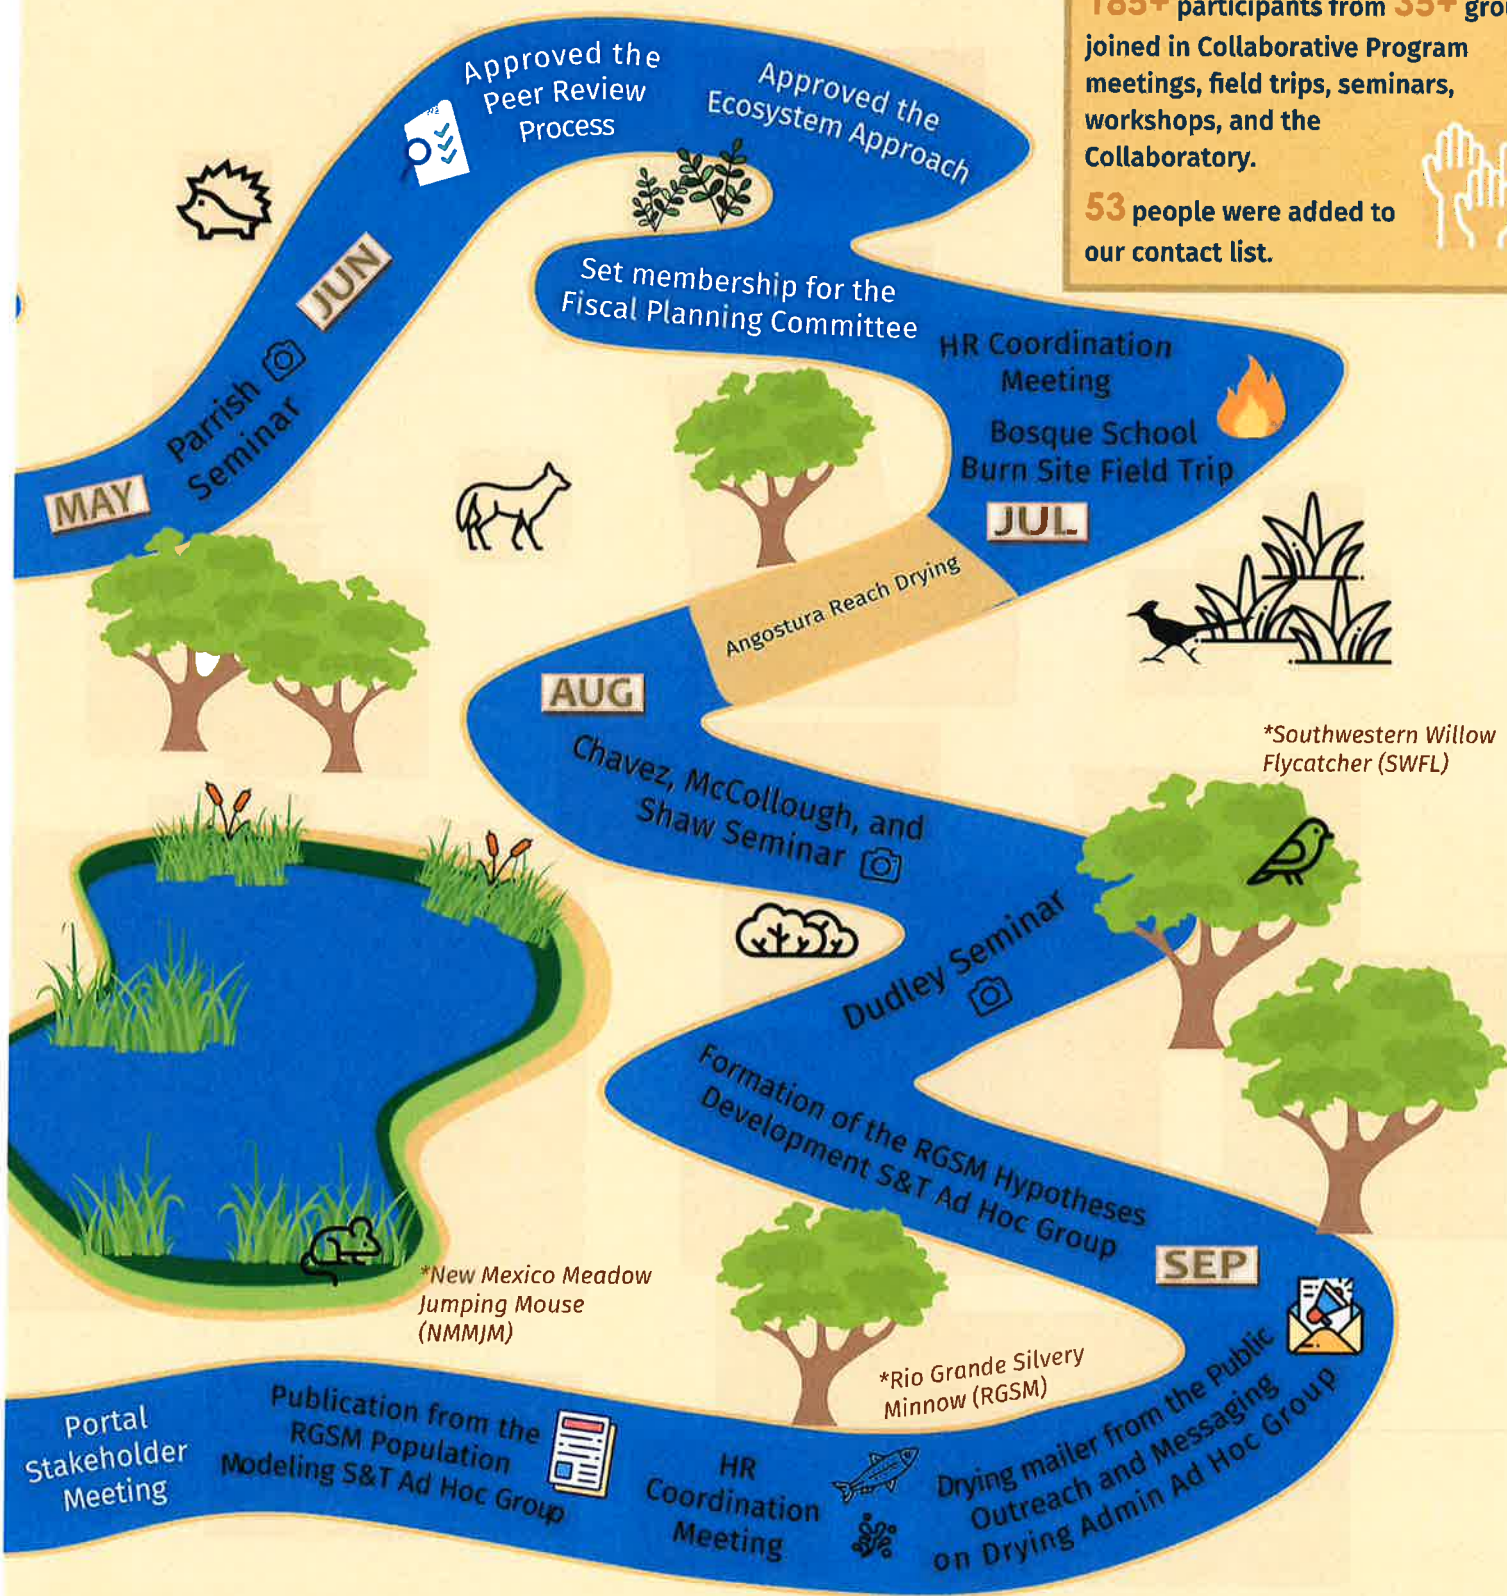 185+ participants from 35+
joined in Collaborative Program
meetings, field trips, seminars,
workshops, and the
Collaboratory.
53 people were added to
our contact list.
MAY
Parrish
Seminar
JUN
Approved the
Peer Review
Process
Approved the
Ecosystem Approach
Set membership for the
Fiscal Planning Committee
HR Coordination
Meeting
Bosque School
Burn Site Field Trip
JUL
Angostura Reach Drying
AUG
Chavez, McCollough, and
Shaw Seminar
*Southwestern Willow
Flycatcher (SWFL)
Dudley Seminar
Formation of the RGSM Hypotheses
Development S&T Ad Hoc Group
SEP
*New Mexico Meadow
Jumping Mouse
(NMMJM)
*Rio Grande Silvery
Minnow (RGSM)
Drying mailer from the Public
Outreach and Messaging
on Drying Admin Ad Hoc Group
HR
Coordination
Meeting
Publication from the
RGSM Population
Modeling S&T Ad Hoc Group
Portal
Stakeholder
Meeting